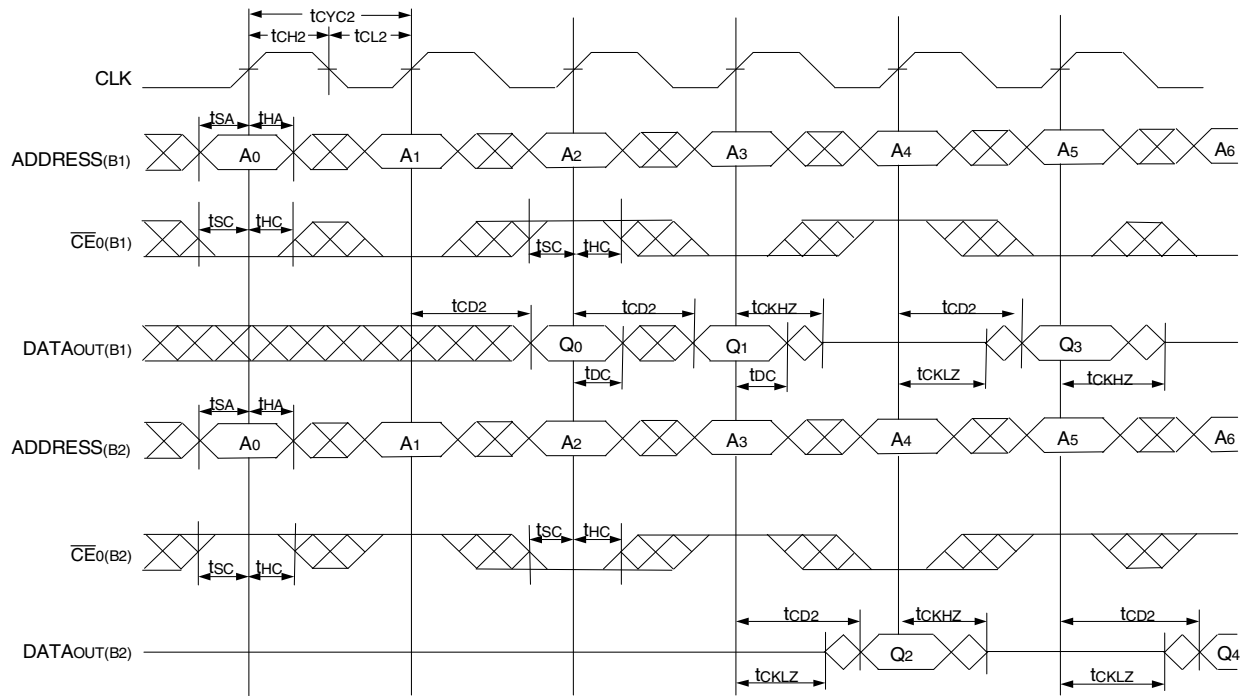 tCYC2
tCH2 tCL2
CLK
tSA tHA
ADDRESS(B1) A0 A1 A2 A3 A4 A5 A6
tSC tHC
CE0(B1)
tSC tHC
tCD2 tCD2 tCKHZ tCD2
DATAOUT(B1) Q0 Q1 Q3
tDC tDC tCKLZ tCKHZ
tSA tHA
ADDRESS(B2) A0 A1 A2 A3 A4 A5 A6
tSC tHC
CE0(B2)
tSC tHC
tCD2 tCKHZ tCD2
DATAOUT(B2) Q2 Q4
tCKLZ tCKLZ